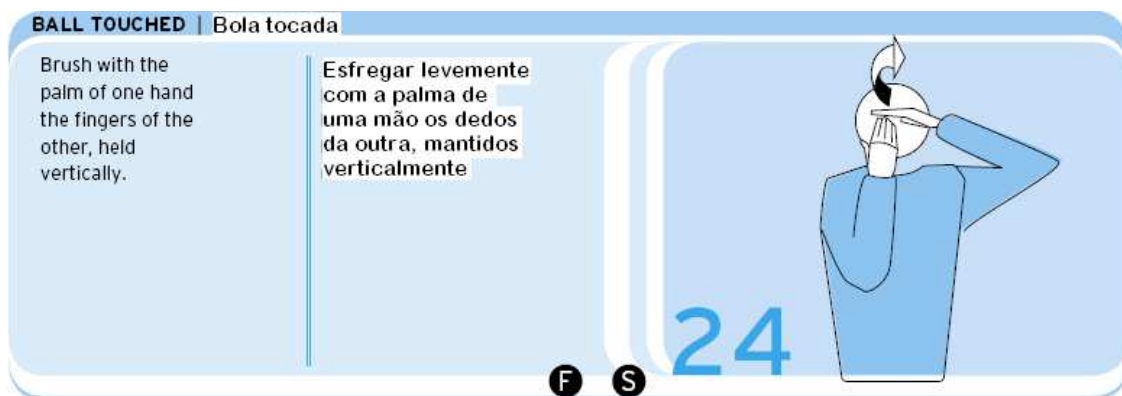 BALL TOUCHED | Bola tocada
Brush with the
palm of one hand
the fingers of the
other, held
vertically.
Esfregar levemente
com a palma de
uma mão os dedos
da outra, mantidos
verticalmente
24
F S